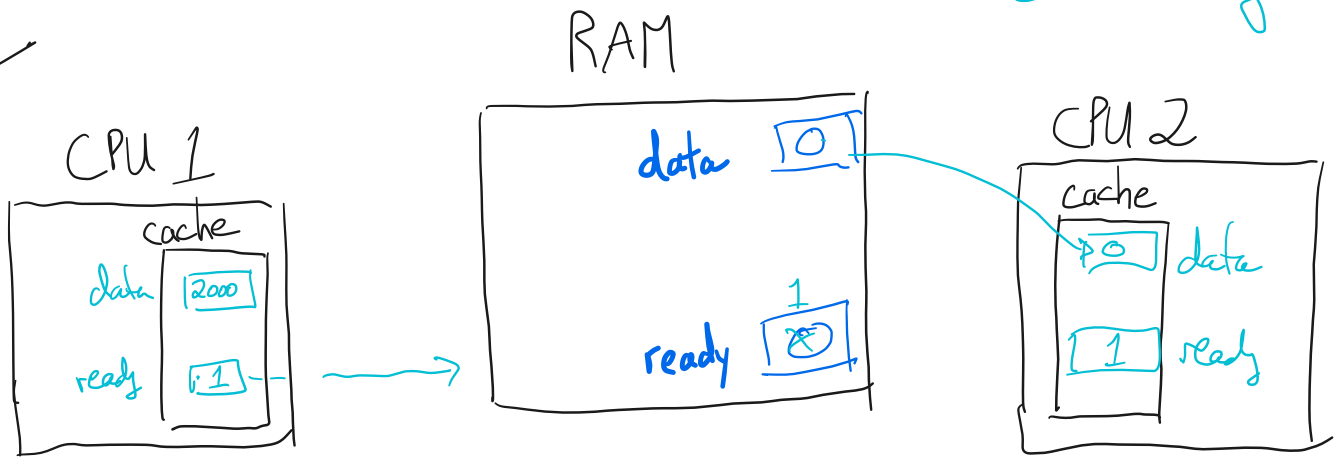 RAM
CPU 1
cache
data 2000
ready 1
data 0
1
ready 0
CPU 2
cache
0 data
1 ready